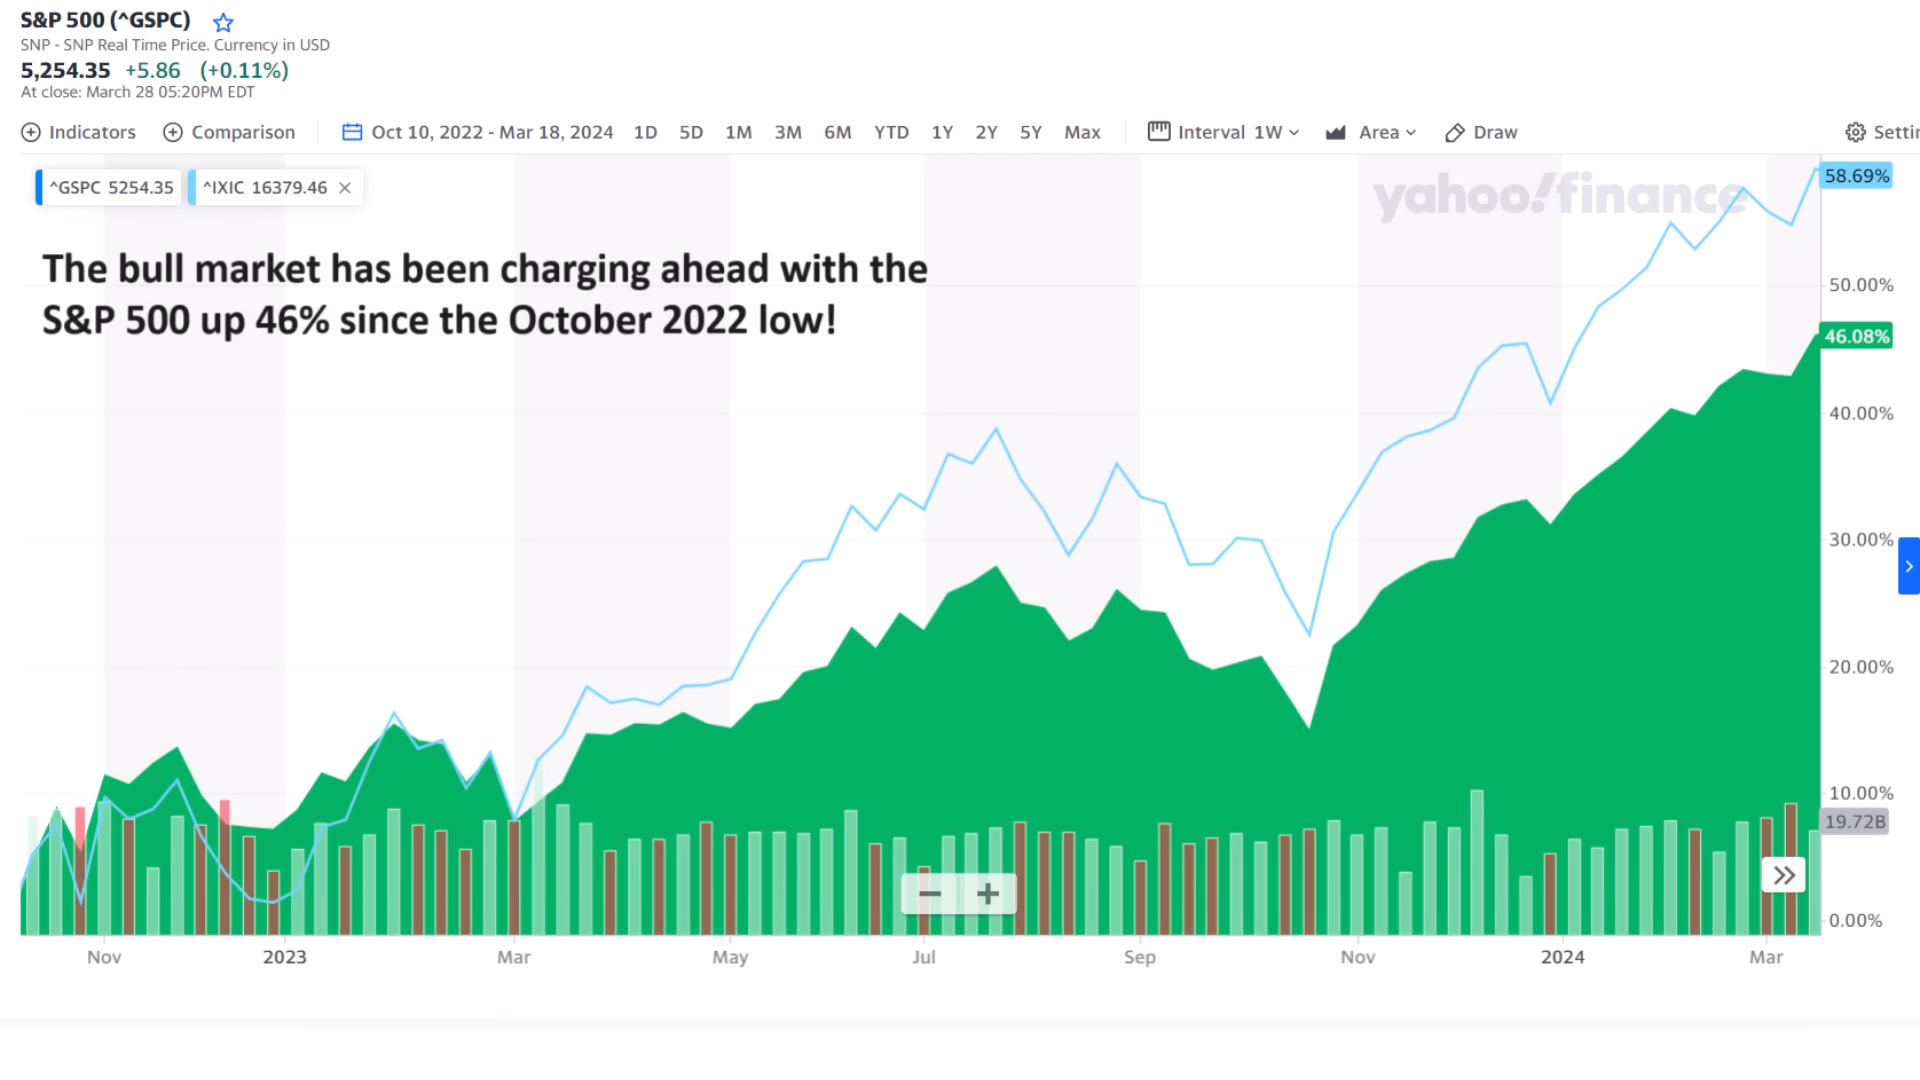 S&P 500 (^GSPC)
SNP - SNP Real Time Price. Currency in USD
5,254.35 +5.86 (+0.11%)
At close: March 28 05:20PM EDT
Indicators Comparison Oct 10, 2022 - Mar 18, 2024 1D 5D 1M 3M 6M YTD 1Y 2Y 5Y Max Interval 1W Area Draw Settin
^GSPC 5254.35 ^IXIC 16379.46
yahoo!finance
58.69%
The bull market has been charging ahead with the
S&P 500 up 46% since the October 2022 low!
50.00%
46.08%
40.00%
30.00%
20.00%
10.00%
19.72B
0.00%
Nov 2023 Mar May Jul Sep Nov 2024 Mar